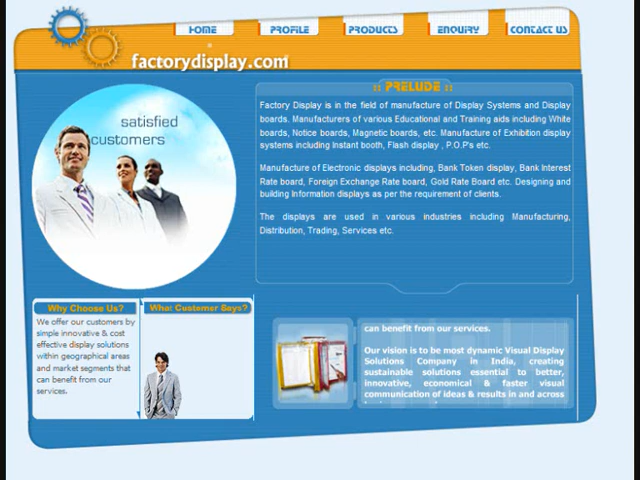 HOME PROFILE PRODUCTS ENQUIRY CONTACT US
factorydisplay.com
satisfied
customers
:: PRELUDE ::
Factory Display is in the field of manufacture of Display Systems and Display
boards. Manufacturers of various Educational and Training aids including White
boards, Notice boards, Magnetic boards, etc. Manufacture of Exhibition display
systems including Instant booth, Flash display , P.O.P's etc.
Manufacture of Electronic displays including, Bank Token display, Bank Interest
Rate board, Foreign Exchange Rate board, Gold Rate Board etc. Designing and
building Information displays as per the requirement of clients.
The displays are used in various industries including Manufacturing,
Distribution, Trading, Services etc.
Why Choose Us?
We offer our customers by
simple innovative & cost
effective display solutions
within geographical areas
and market segments that
can benefit from our
services.
What Customer Says?
can benefit from our services.
Our vision is to be most dynamic Visual Display
Solutions Company in India, creating
sustainable solutions essential to better,
innovative, economical & faster visual
communication of ideas & results in and across